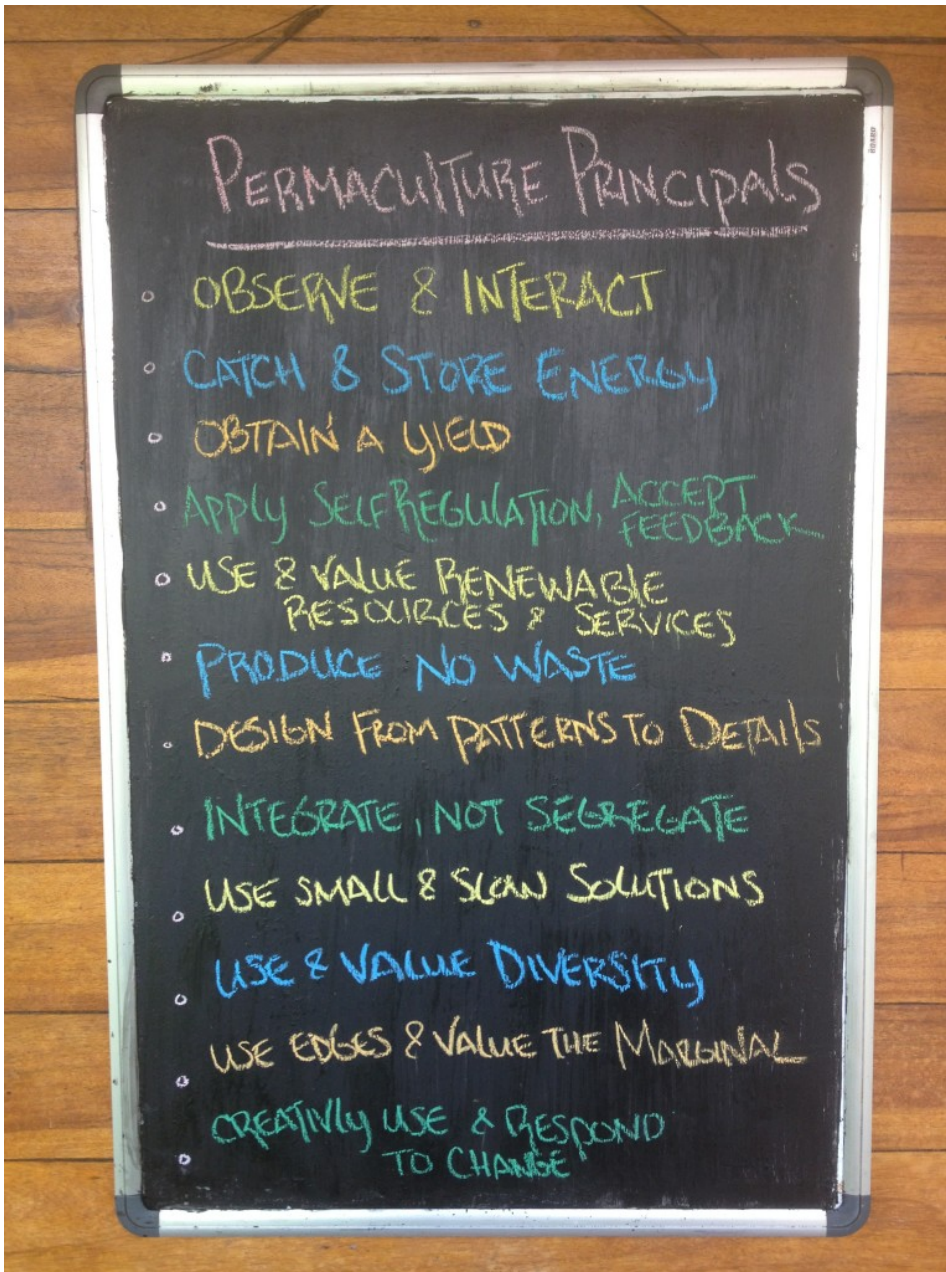 PERMACULTURE PRINCIPALS
OBSERVE & INTERACT
CATCH & STORE ENERGY
OBTAIN A YIELD
APPLY SELF REGULATION, ACCEPT
FEEDBACK
USE & VALUE RENEWABLE
RESOURCES & SERVICES
PRODUCE NO WASTE
DESIGN FROM PATTERNS TO DETAILS
INTEGRATE, NOT SEGREGATE
USE SMALL & SLOW SOLUTIONS
USE & VALUE DIVERSITY
USE EDGES & VALUE THE MARGINAL
CREATIVLY USE & RESPOND
TO CHANGE